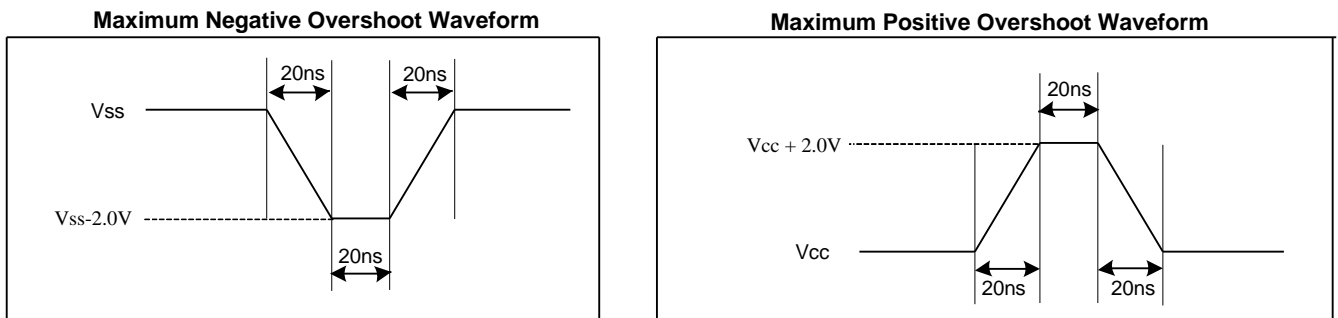 Maximum Negative Overshoot Waveform
20ns
20ns
Vss
Vss-2.0V
20ns
Maximum Positive Overshoot Waveform
20ns
Vcc + 2.0V
Vcc
20ns
20ns